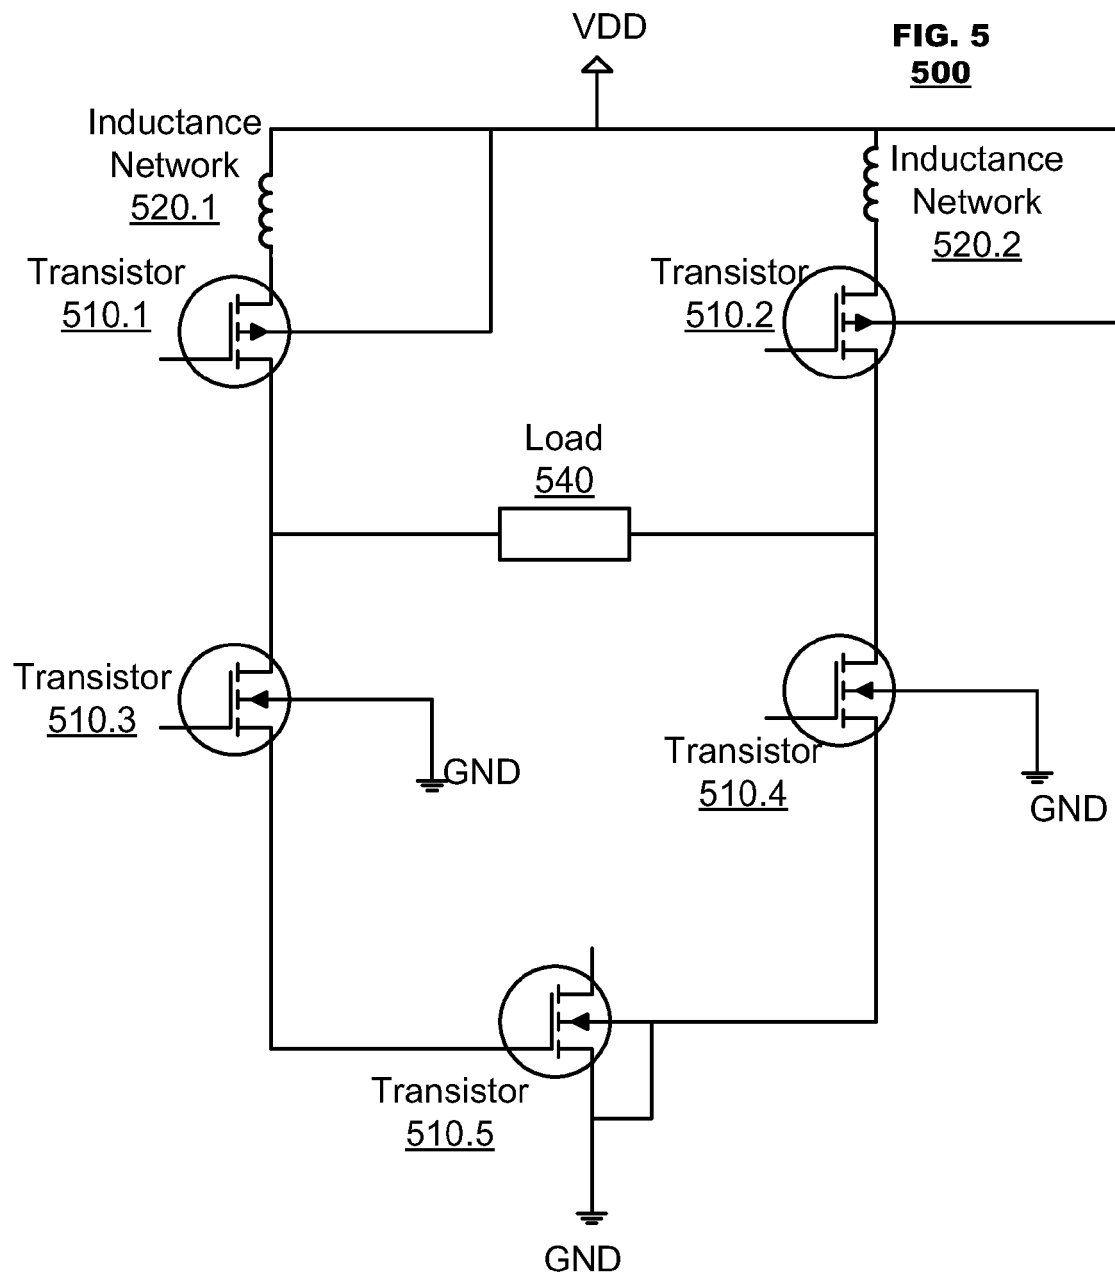 VDD
FIG. 5
500
Inductance
Network
520.1
Inductance
Network
520.2
Transistor
510.1
Transistor
510.2
Load
540
Transistor
510.3
GND
Transistor
510.4
GND
Transistor
510.5
GND